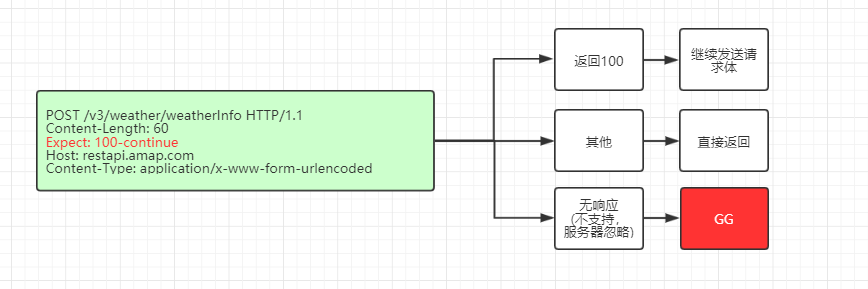 POST /v3/weather/weatherInfo HTTP/1.1
Content-Length: 60
Expect: 100-continue
Host: restapi.amap.com
Content-Type: application/x-www-form-urlencoded
返回100
继续发送请
求体
其他
直接返回
无响应
(不支持，
服务器忽略)
GG